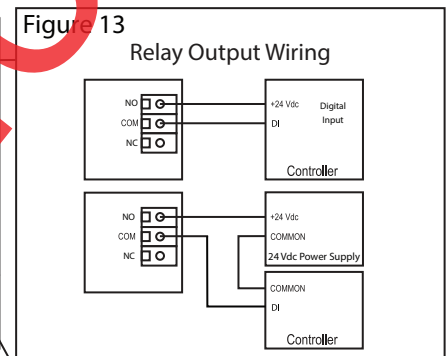 Figure 13
Relay Output Wiring
NO
COM
NC
+24 Vdc
Digital
Input
DI
Controller
NO
COM
NC
+24 Vdc
COMMON
24 Vdc Power Supply
COMMON
DI
Controller